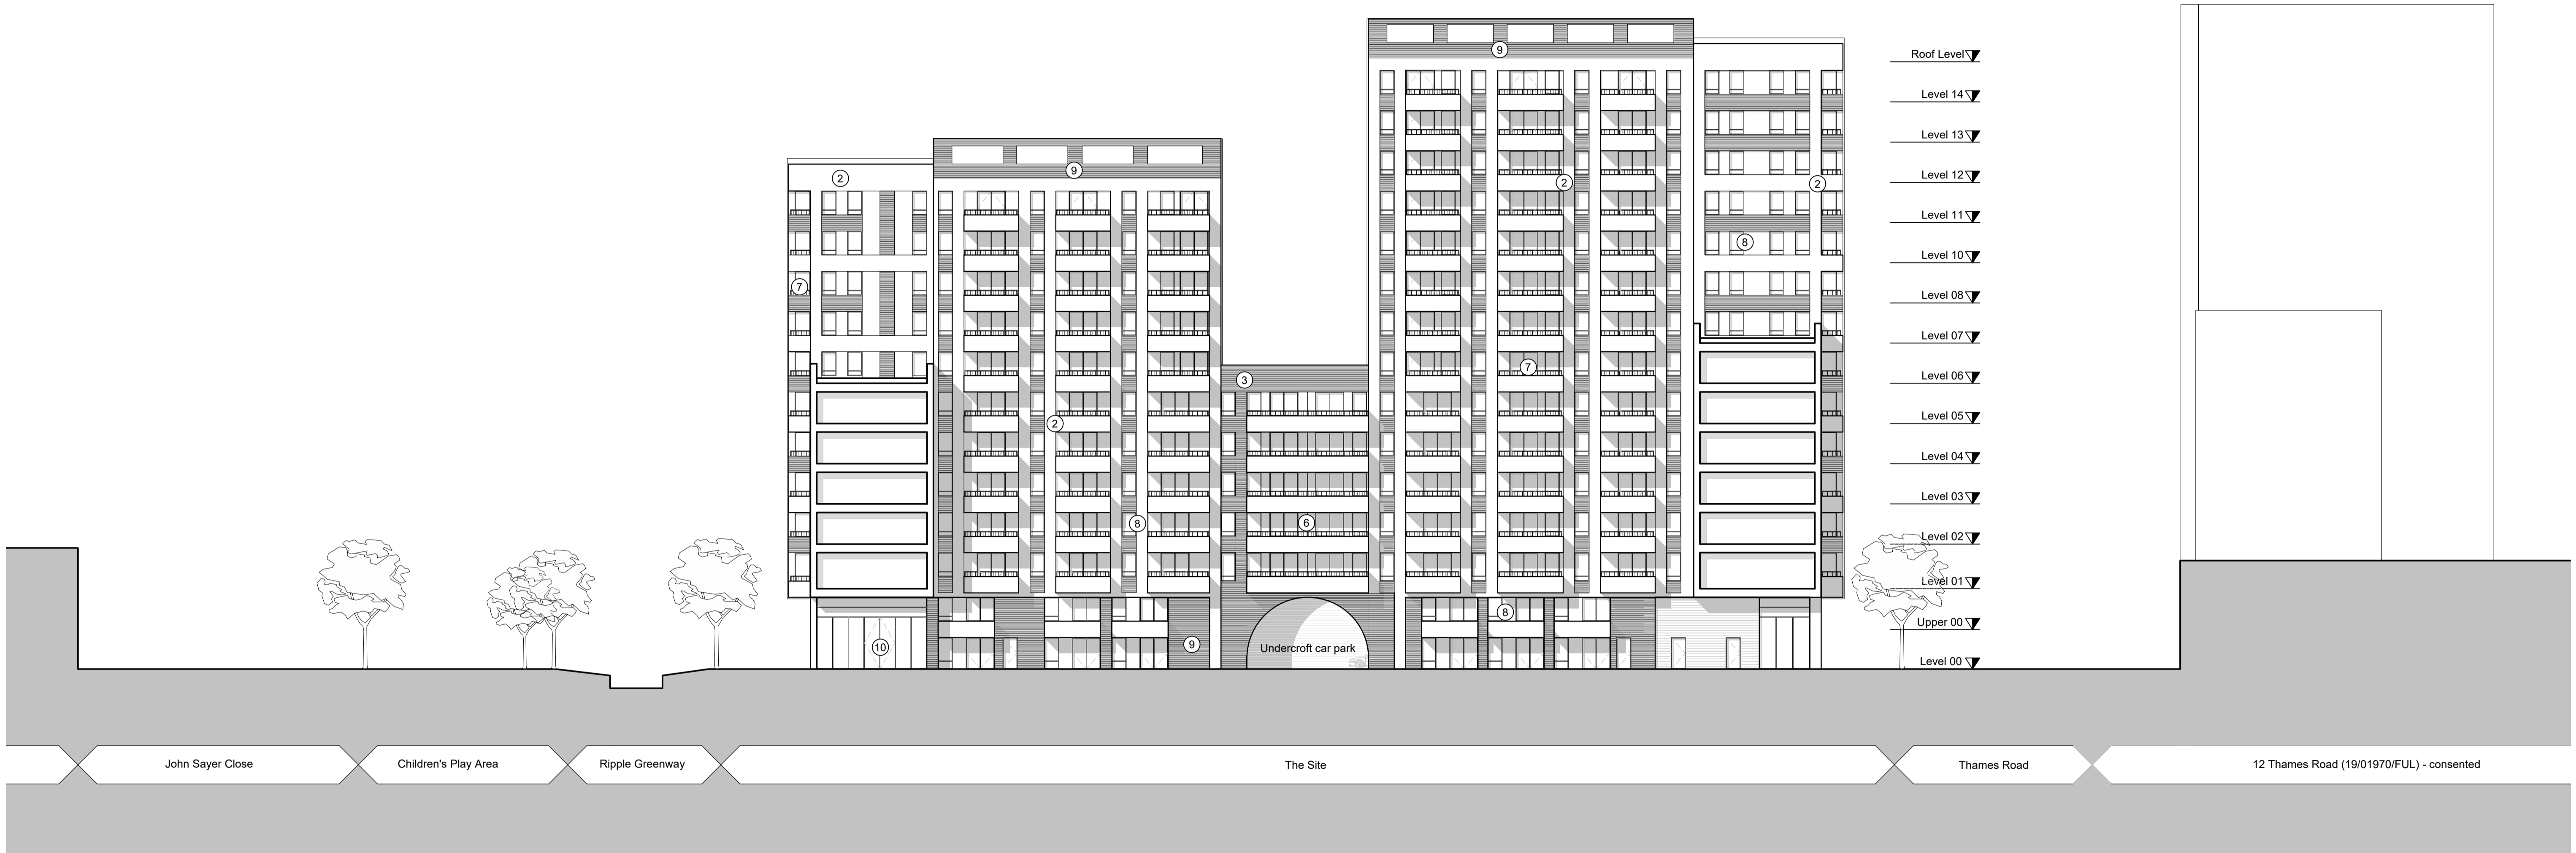 Roof Level
9
Level 14
Level 13
9
2
Level 12
2
2
Level 11
8
Level 10
7
Level 08
Level 07
7
3
Level 06
2
Level 05
Level 04
Level 03
8
6
Level 02
Level 01
8
Upper 00
10
9
Undercroft car park
Level 00
John Sayer Close
Children's Play Area
Ripple Greenway
The Site
Thames Road
12 Thames Road (19/01970/FUL) - consented